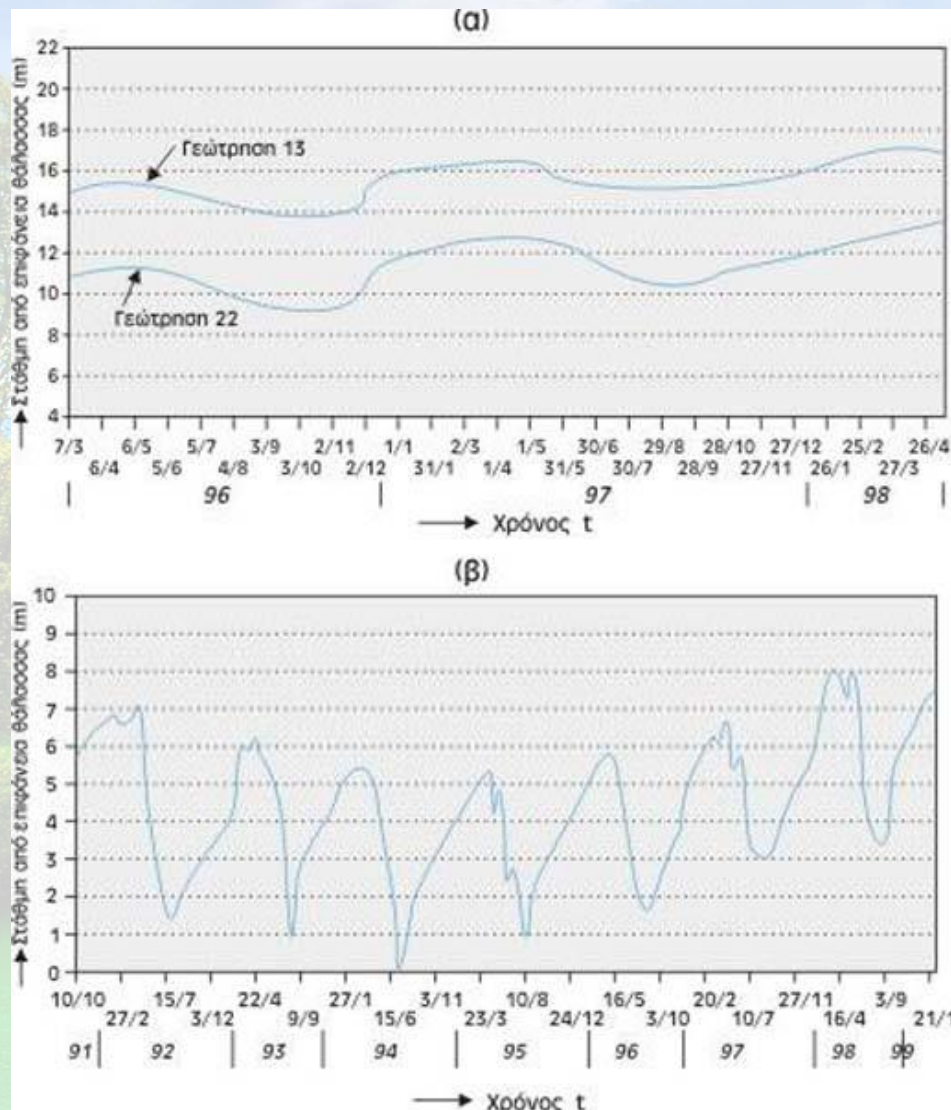 (α)
Στάθμη από επιφάνεια θάλασσας (m)
22
20
18
16
14
12
10
8
6
4
Γεώτρηση 13
Γεώτρηση 22
7/3 6/5 5/7 3/9 2/11 1/1 2/3 1/5 30/6 29/8 28/10 27/12 25/2 26/4
6/4 5/6 4/8 3/10 2/12 31/1 1/4 31/5 30/7 28/9 27/11 26/1 27/3
96 97 98
Χρόνος t
(β)
Στάθμη από επιφάνεια θάλασσας (m)
10
9
8
7
6
5
4
3
2
1
0
10/10 15/7 22/4 27/1 3/11 10/8 16/5 20/2 27/11 3/9
27/2 3/12 9/9 15/6 23/3 24/12 3/10 10/7 16/4 21/1
91 92 93 94 95 96 97 98 99
Χρόνος t